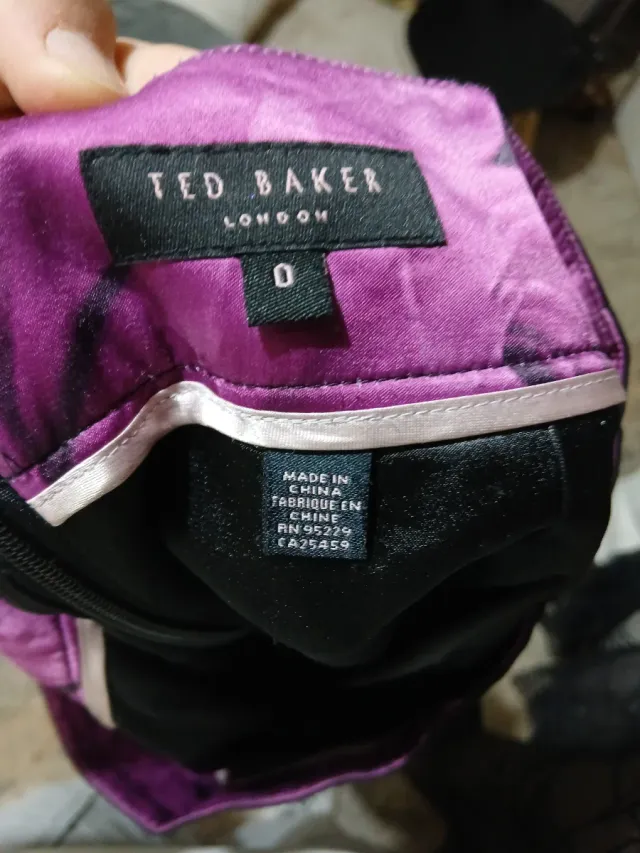 TED BAKER
LONDON
0
MADE IN
CHINA
FABRIQUE EN
CHINE
RN 95229
CA25459